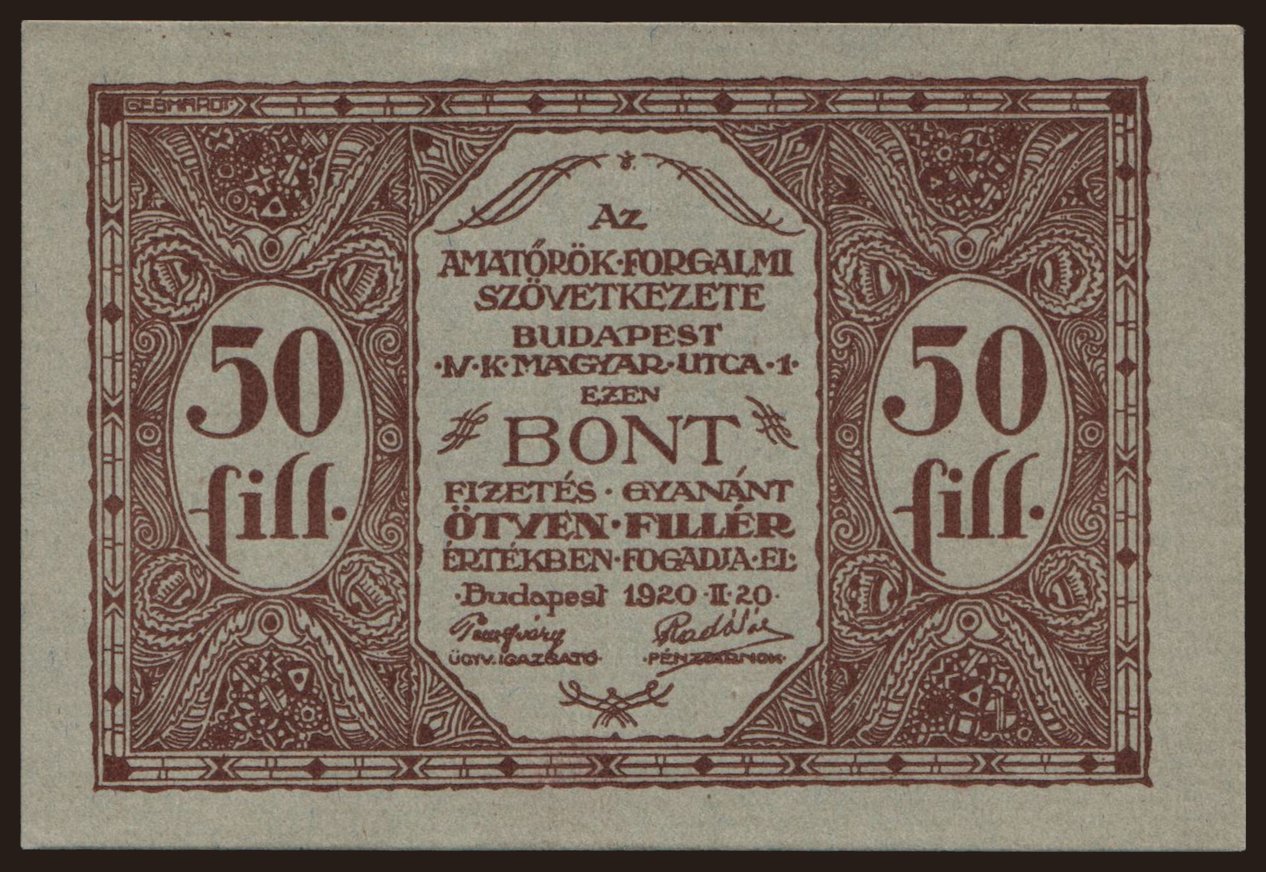 GEBHARDT
Az
AMATŐRÖK·FORGALMI
SZÖVETKEZETE
BUDAPEST
·IV·K·MAGYAR·UTCA·1·
EZEN
BONT
FIZETÉS·GYANÁNT
ÖTVEN·FILLÉR
ÉRTÉKBEN·FOGADJA·EL·
·Budapest 1920·II·20·
ÜGYV. IGAZGATÓ·
·PÉNZTÁRNOK·
50
fill.
50
fill.